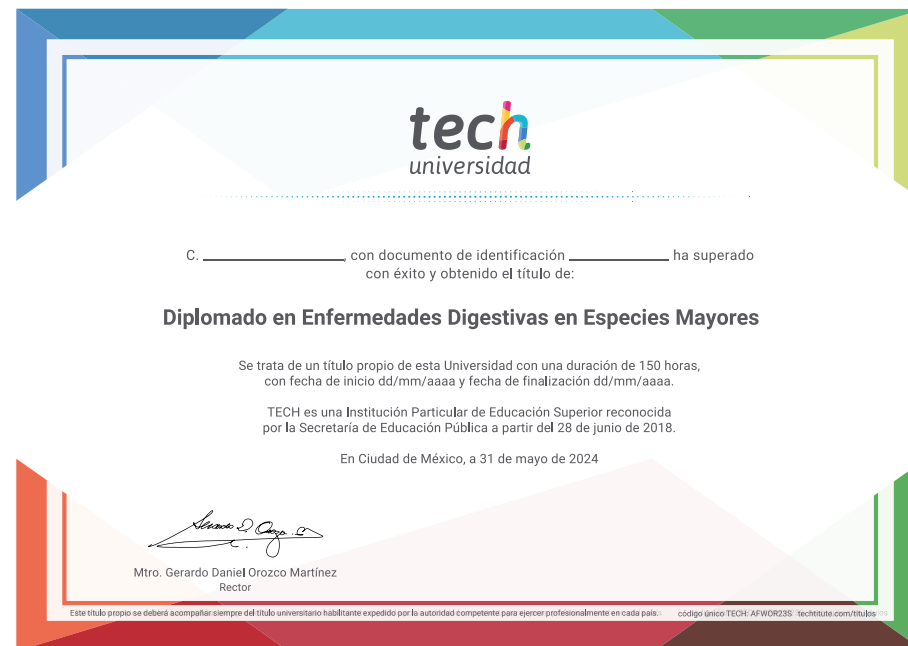 tech
universidad
C. ____________, con documento de identificación ____________ ha superado
con éxito y obtenido el título de:
Diplomado en Enfermedades Digestivas en Especies Mayores
Se trata de un título propio de esta Universidad con una duración de 150 horas,
con fecha de inicio dd/mm/aaaa y fecha de finalización dd/mm/aaaa.
TECH es una Institución Particular de Educación Superior reconocida
por la Secretaría de Educación Pública a partir del 28 de junio de 2018.
En Ciudad de México, a 31 de mayo de 2024
Mtro. Gerardo Daniel Orozco Martínez
Rector
Este título propio se deberá acompañar siempre del título universitario habilitante expedido por la autoridad competente para ejercer profesionalmente en cada país. código único TECH: AFWOR23S techtitute.com/titulos